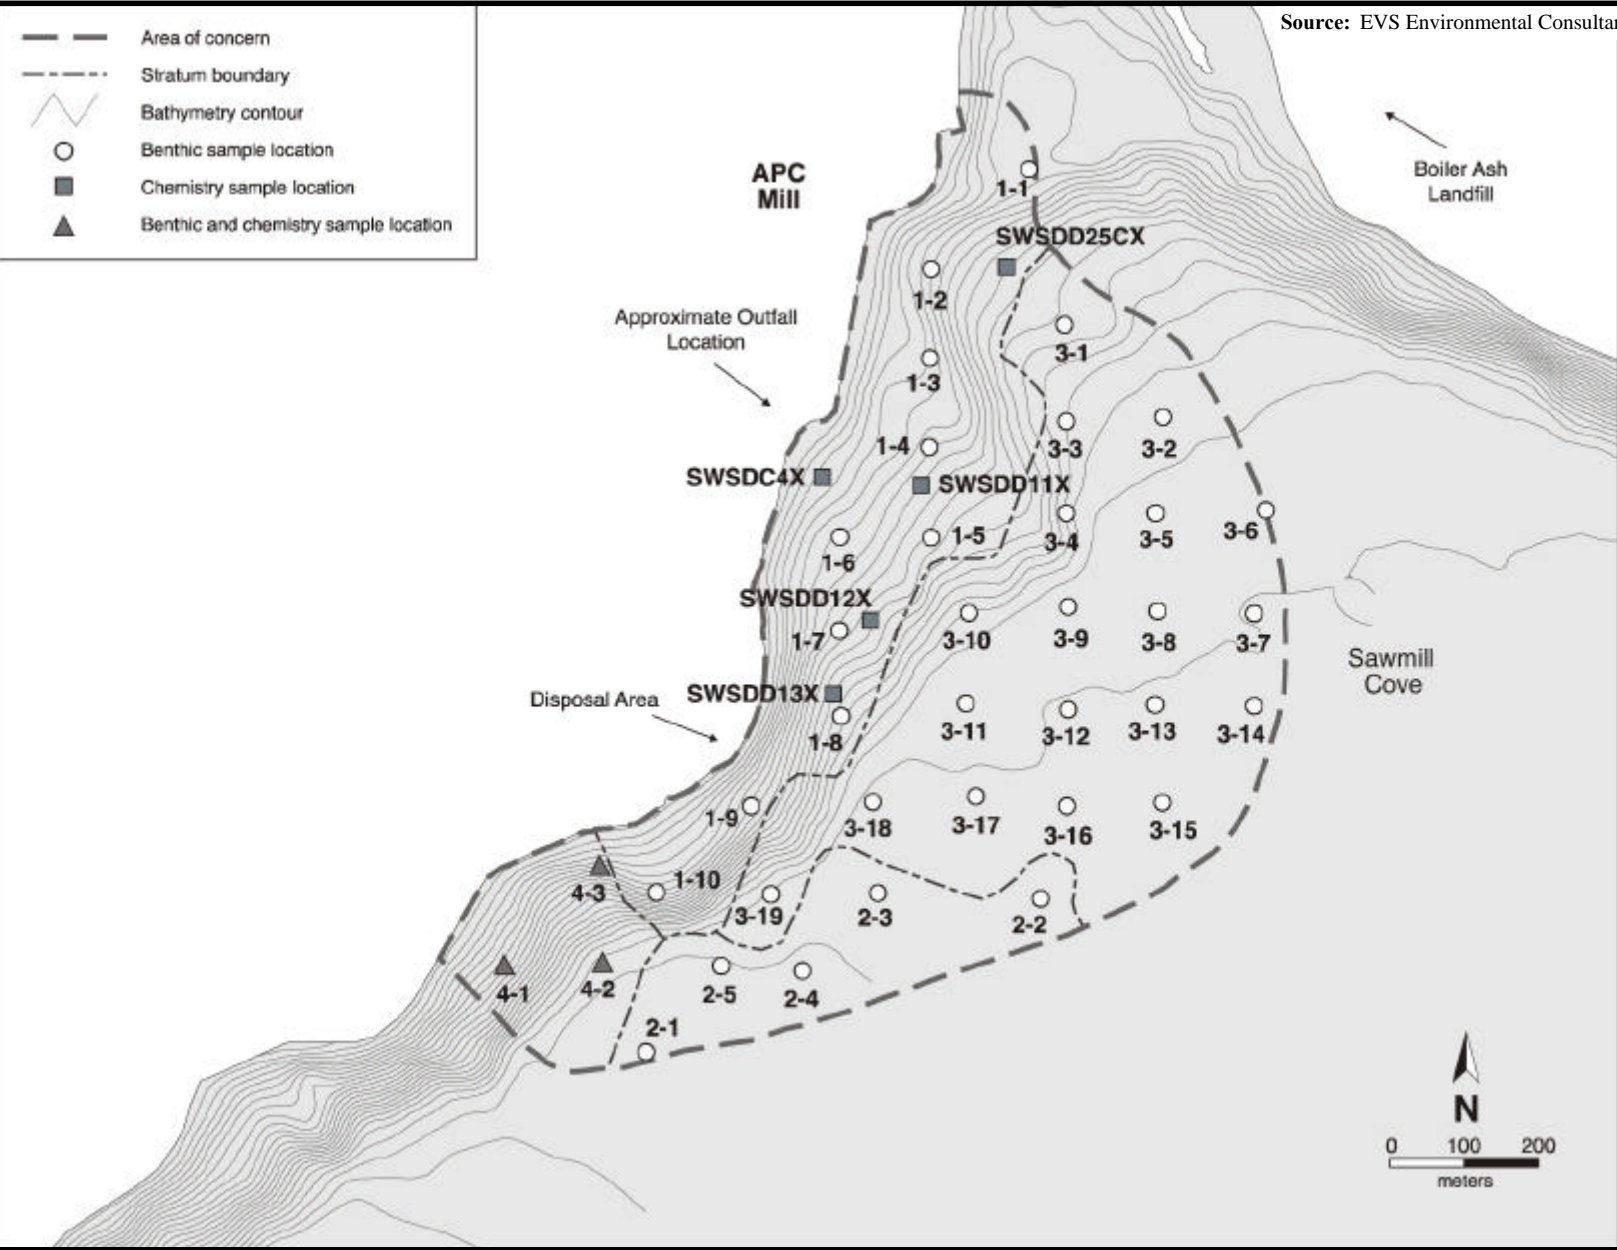 Source: EVS Environmental Consultan
Area of concern
Stratum boundary
Bathymetry contour
Benthic sample location
Chemistry sample location
Benthic and chemistry sample location
APC
Mill
Boiler Ash
Landfill
1-1
SWSDD25CX
1-2
Approximate Outfall
Location
3-1
1-3
1-4
3-3
3-2
SWSDC4X
SWSDD11X
3-6
1-5
3-4
3-5
1-6
SWSDD12X
1-7
3-10
3-9
3-8
3-7
Sawmill
Cove
Disposal Area
SWSDD13X
3-11
3-12
3-13
3-14
1-8
1-9
3-18
3-17
3-16
3-15
1-10
4-3
3-19
2-3
2-2
4-1
4-2
2-5
2-4
2-1
N
0 100 200
meters